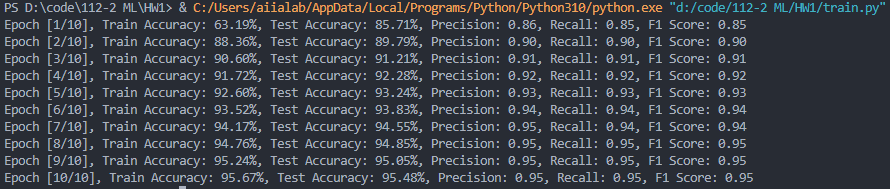 PS D:\code\112-2 ML\HW1> & C:/Users/aiialab/AppData/Local/Programs/Python/Python310/python.exe "d:/code/112-2 ML/HW1/train.py"
Epoch [1/10], Train Accuracy: 63.19%, Test Accuracy: 85.71%, Precision: 0.86, Recall: 0.85, F1 Score: 0.85
Epoch [2/10], Train Accuracy: 88.36%, Test Accuracy: 89.79%, Precision: 0.90, Recall: 0.90, F1 Score: 0.90
Epoch [3/10], Train Accuracy: 90.60%, Test Accuracy: 91.21%, Precision: 0.91, Recall: 0.91, F1 Score: 0.91
Epoch [4/10], Train Accuracy: 91.72%, Test Accuracy: 92.28%, Precision: 0.92, Recall: 0.92, F1 Score: 0.92
Epoch [5/10], Train Accuracy: 92.60%, Test Accuracy: 93.24%, Precision: 0.93, Recall: 0.93, F1 Score: 0.93
Epoch [6/10], Train Accuracy: 93.52%, Test Accuracy: 93.83%, Precision: 0.94, Recall: 0.94, F1 Score: 0.94
Epoch [7/10], Train Accuracy: 94.17%, Test Accuracy: 94.55%, Precision: 0.95, Recall: 0.94, F1 Score: 0.94
Epoch [8/10], Train Accuracy: 94.76%, Test Accuracy: 94.85%, Precision: 0.95, Recall: 0.95, F1 Score: 0.95
Epoch [9/10], Train Accuracy: 95.24%, Test Accuracy: 95.05%, Precision: 0.95, Recall: 0.95, F1 Score: 0.95
Epoch [10/10], Train Accuracy: 95.67%, Test Accuracy: 95.48%, Precision: 0.95, Recall: 0.95, F1 Score: 0.95